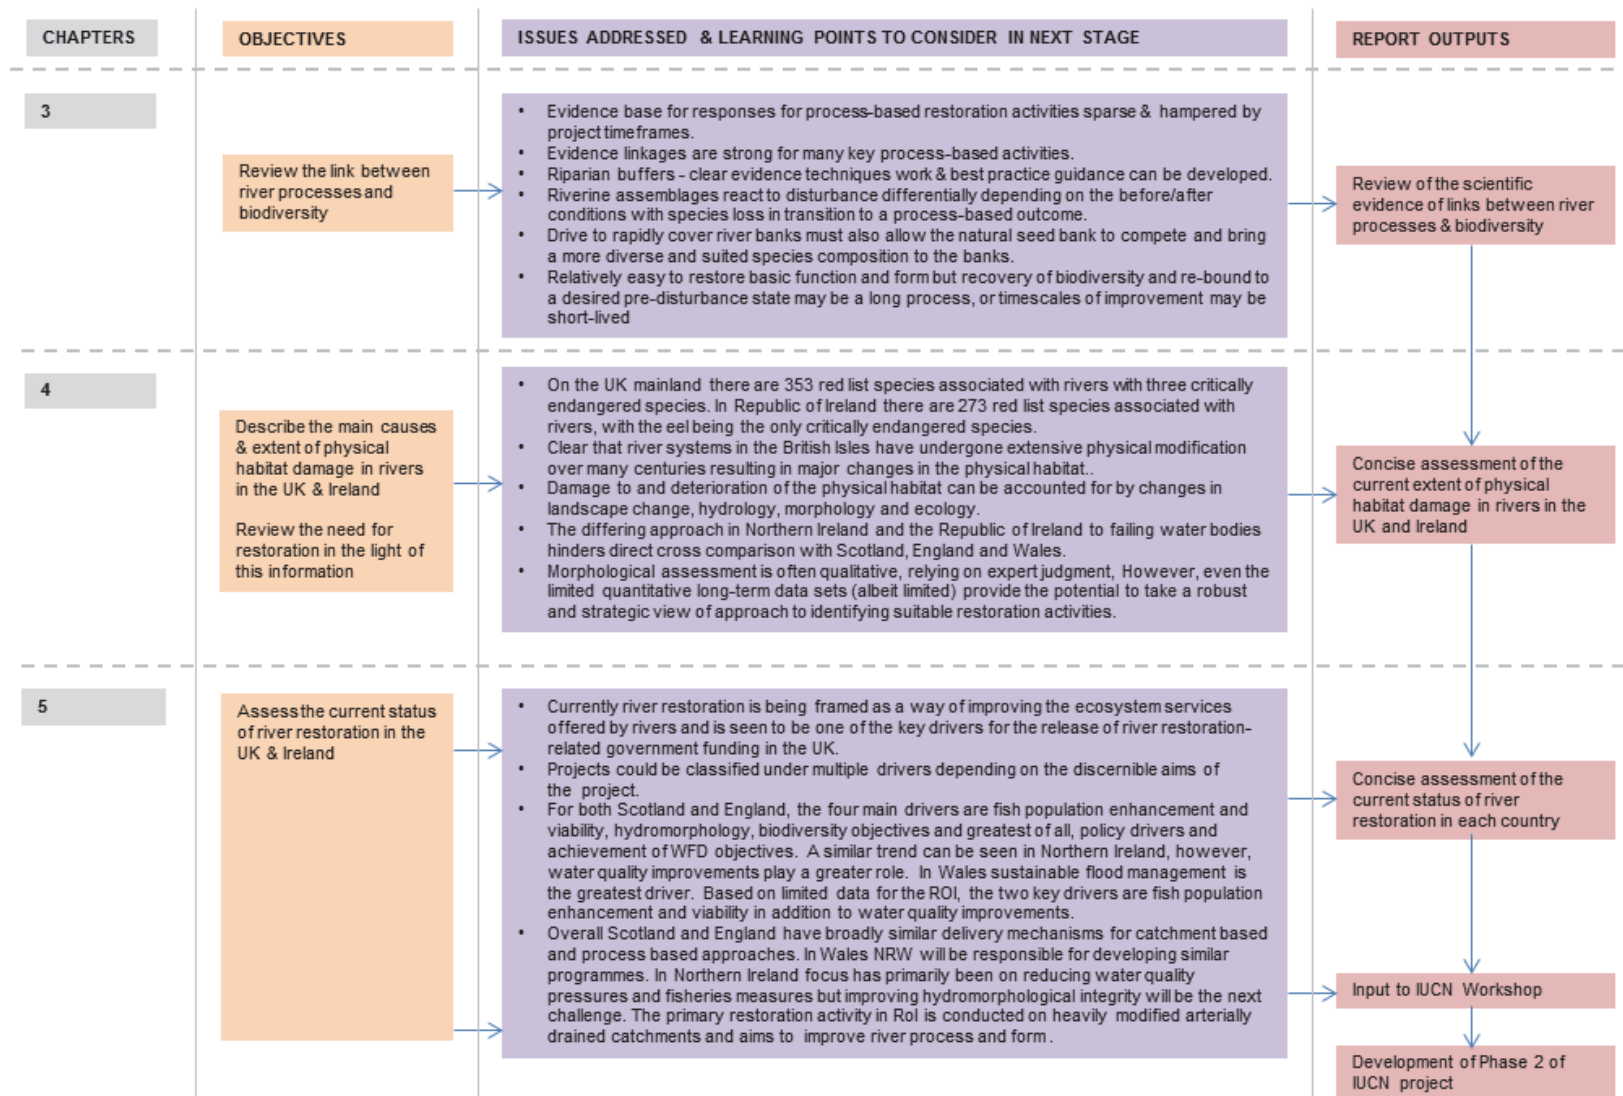 CHAPTERS
OBJECTIVES
ISSUES ADDRESSED & LEARNING POINTS TO CONSIDER IN NEXT STAGE
REPORT OUTPUTS
3
Review the link between
river processes and
biodiversity
• Evidence base for responses for process-based restoration activities sparse & hampered by
project timeframes.
• Evidence linkages are strong for many key process-based activities.
• Riparian buffers - clear evidence techniques work & best practice guidance can be developed.
• Riverine assemblages react to disturbance differentially depending on the before/after
conditions with species loss in transition to a process-based outcome.
• Drive to rapidly cover river banks must also allow the natural seed bank to compete and bring
a more diverse and suited species composition to the banks.
• Relatively easy to restore basic function and form but recovery of biodiversity and re-bound to
a desired pre-disturbance state may be a long process, or timescales of improvement may be
short-lived
Review of the scientific
evidence of links between river
processes & biodiversity
4
Describe the main causes
& extent of physical
habitat damage in rivers
in the UK & Ireland
Review the need for
restoration in the light of
this information
• On the UK mainland there are 353 red list species associated with rivers with three critically
endangered species. In Republic of Ireland there are 273 red list species associated with
rivers, with the eel being the only critically endangered species.
• Clear that river systems in the British Isles have undergone extensive physical modification
over many centuries resulting in major changes in the physical habitat..
• Damage to and deterioration of the physical habitat can be accounted for by changes in
landscape change, hydrology, morphology and ecology.
• The differing approach in Northern Ireland and the Republic of Ireland to failing water bodies
hinders direct cross comparison with Scotland, England and Wales.
• Morphological assessment is often qualitative, relying on expert judgment, However, even the
limited quantitative long-term data sets (albeit limited) provide the potential to take a robust
and strategic view of approach to identifying suitable restoration activities.
Concise assessment of the
current extent of physical
habitat damage in rivers in the
UK and Ireland
5
Assess the current status
of river restoration in the
UK & Ireland
• Currently river restoration is being framed as a way of improving the ecosystem services
offered by rivers and is seen to be one of the key drivers for the release of river restoration-
related government funding in the UK.
• Projects could be classified under multiple drivers depending on the discernible aims of
the project.
• For both Scotland and England, the four main drivers are fish population enhancement and
viability, hydromorphology, biodiversity objectives and greatest of all, policy drivers and
achievement of WFD objectives. A similar trend can be seen in Northern Ireland, however,
water quality improvements play a greater role. In Wales sustainable flood management is
the greatest driver. Based on limited data for the ROI, the two key drivers are fish population
enhancement and viability in addition to water quality improvements.
• Overall Scotland and England have broadly similar delivery mechanisms for catchment based
and process based approaches. In Wales NRW will be responsible for developing similar
programmes. In Northern Ireland focus has primarily been on reducing water quality
pressures and fisheries measures but improving hydromorphological integrity will be the next
challenge. The primary restoration activity in RoI is conducted on heavily modified arterially
drained catchments and aims to improve river process and form.
Concise assessment of the
current status of river
restoration in each country
Input to IUCN Workshop
Development of Phase 2 of
IUCN project